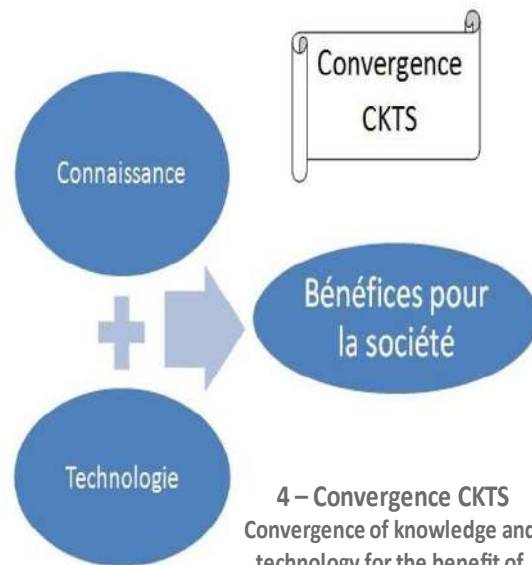 Convergence
CKTS
Connaissance
Bénéfices pour
la société
Technologie
4 – Convergence CKTS
Convergence of knowledge and
technology for the benefit of